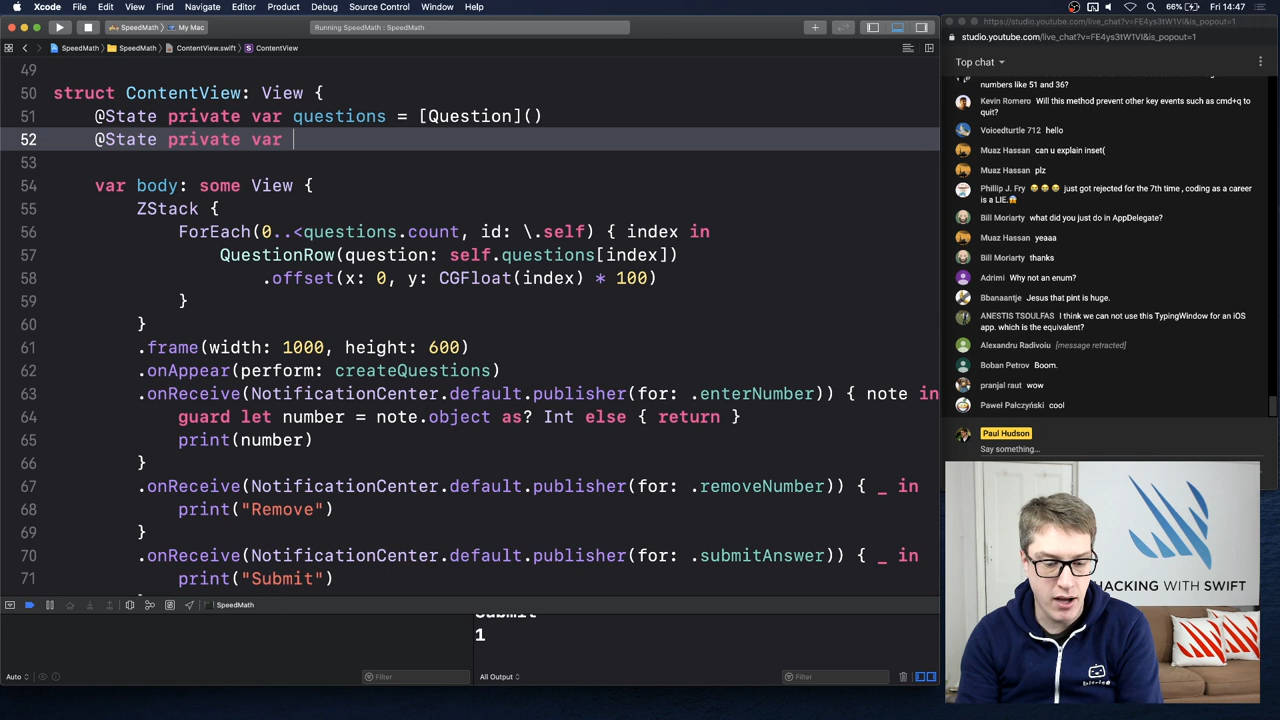 Xcode File Edit View Find Navigate Editor Product Debug Source Control Window Help 66% Fri 14:47
SpeedMath My Mac Running SpeedMath : SpeedMath
SpeedMath SpeedMath ContentView.swift ContentView
49
50 struct ContentView: View {
51 @State private var questions = [Question]()
52 @State private var
53
54 var body: some View {
55 ZStack {
56 ForEach(0..<questions.count, id: \.self) { index in
57 QuestionRow(question: self.questions[index])
58 .offset(x: 0, y: CGFloat(index) * 100)
59 }
60 }
61 .frame(width: 1000, height: 600)
62 .onAppear(perform: createQuestions)
63 .onReceive(NotificationCenter.default.publisher(for: .enterNumber)) { note in
64 guard let number = note.object as? Int else { return }
65 print(number)
66 }
67 .onReceive(NotificationCenter.default.publisher(for: .removeNumber)) { _ in
68 print("Remove")
69 }
70 .onReceive(NotificationCenter.default.publisher(for: .submitAnswer)) { _ in
71 print("Submit")
SpeedMath
Submit
1
Auto Filter All Output Filter
https://studio.youtube.com/live_chat?v=FE4ys3tW1VI&is_popout=1
studio.youtube.com/live_chat?v=FE4ys3tW1VI&is_popout=1
Top chat
numbers like 51 and 36?
Kevin Romero Will this method prevent other key events such as cmd+q to
quit?
Voicedturtle 712 hello
Muaz Hassan can u explain inset(
Muaz Hassan plz
Phillip J. Fry 😭 😭 😭 just got rejected for the 7th time , coding as a career
is a LIE.😱
Bill Moriarty what did you just do in AppDelegate?
Muaz Hassan yeaaa
Bill Moriarty thanks
Adrimi Why not an enum?
Bbanaantje Jesus that pint is huge.
ANESTIS TSOULFAS I think we can not use this TypingWindow for an iOS
app. which is the equivalent?
Alexandru Radivoiu [message retracted]
Boban Petrov Boom.
pranjal raut wow
Paweł Pałczyński cool
Paul Hudson
Say something...
HACKING WITH SWIFT